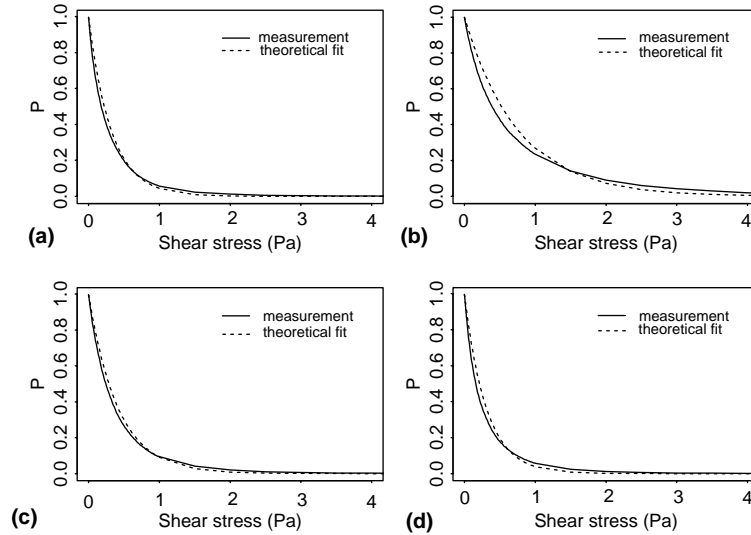 1.0
0.8
0.6
0.4
0.2
0.0
P
measurement
theoretical fit
0 1 2 3 4
Shear stress (Pa)
(a)
1.0
0.8
0.6
0.4
0.2
0.0
P
measurement
theoretical fit
0 1 2 3 4
Shear stress (Pa)
(b)
1.0
0.8
0.6
0.4
0.2
0.0
P
measurement
theoretical fit
0 1 2 3 4
Shear stress (Pa)
(c)
1.0
0.8
0.6
0.4
0.2
0.0
P
measurement
theoretical fit
0 1 2 3 4
Shear stress (Pa)
(d)